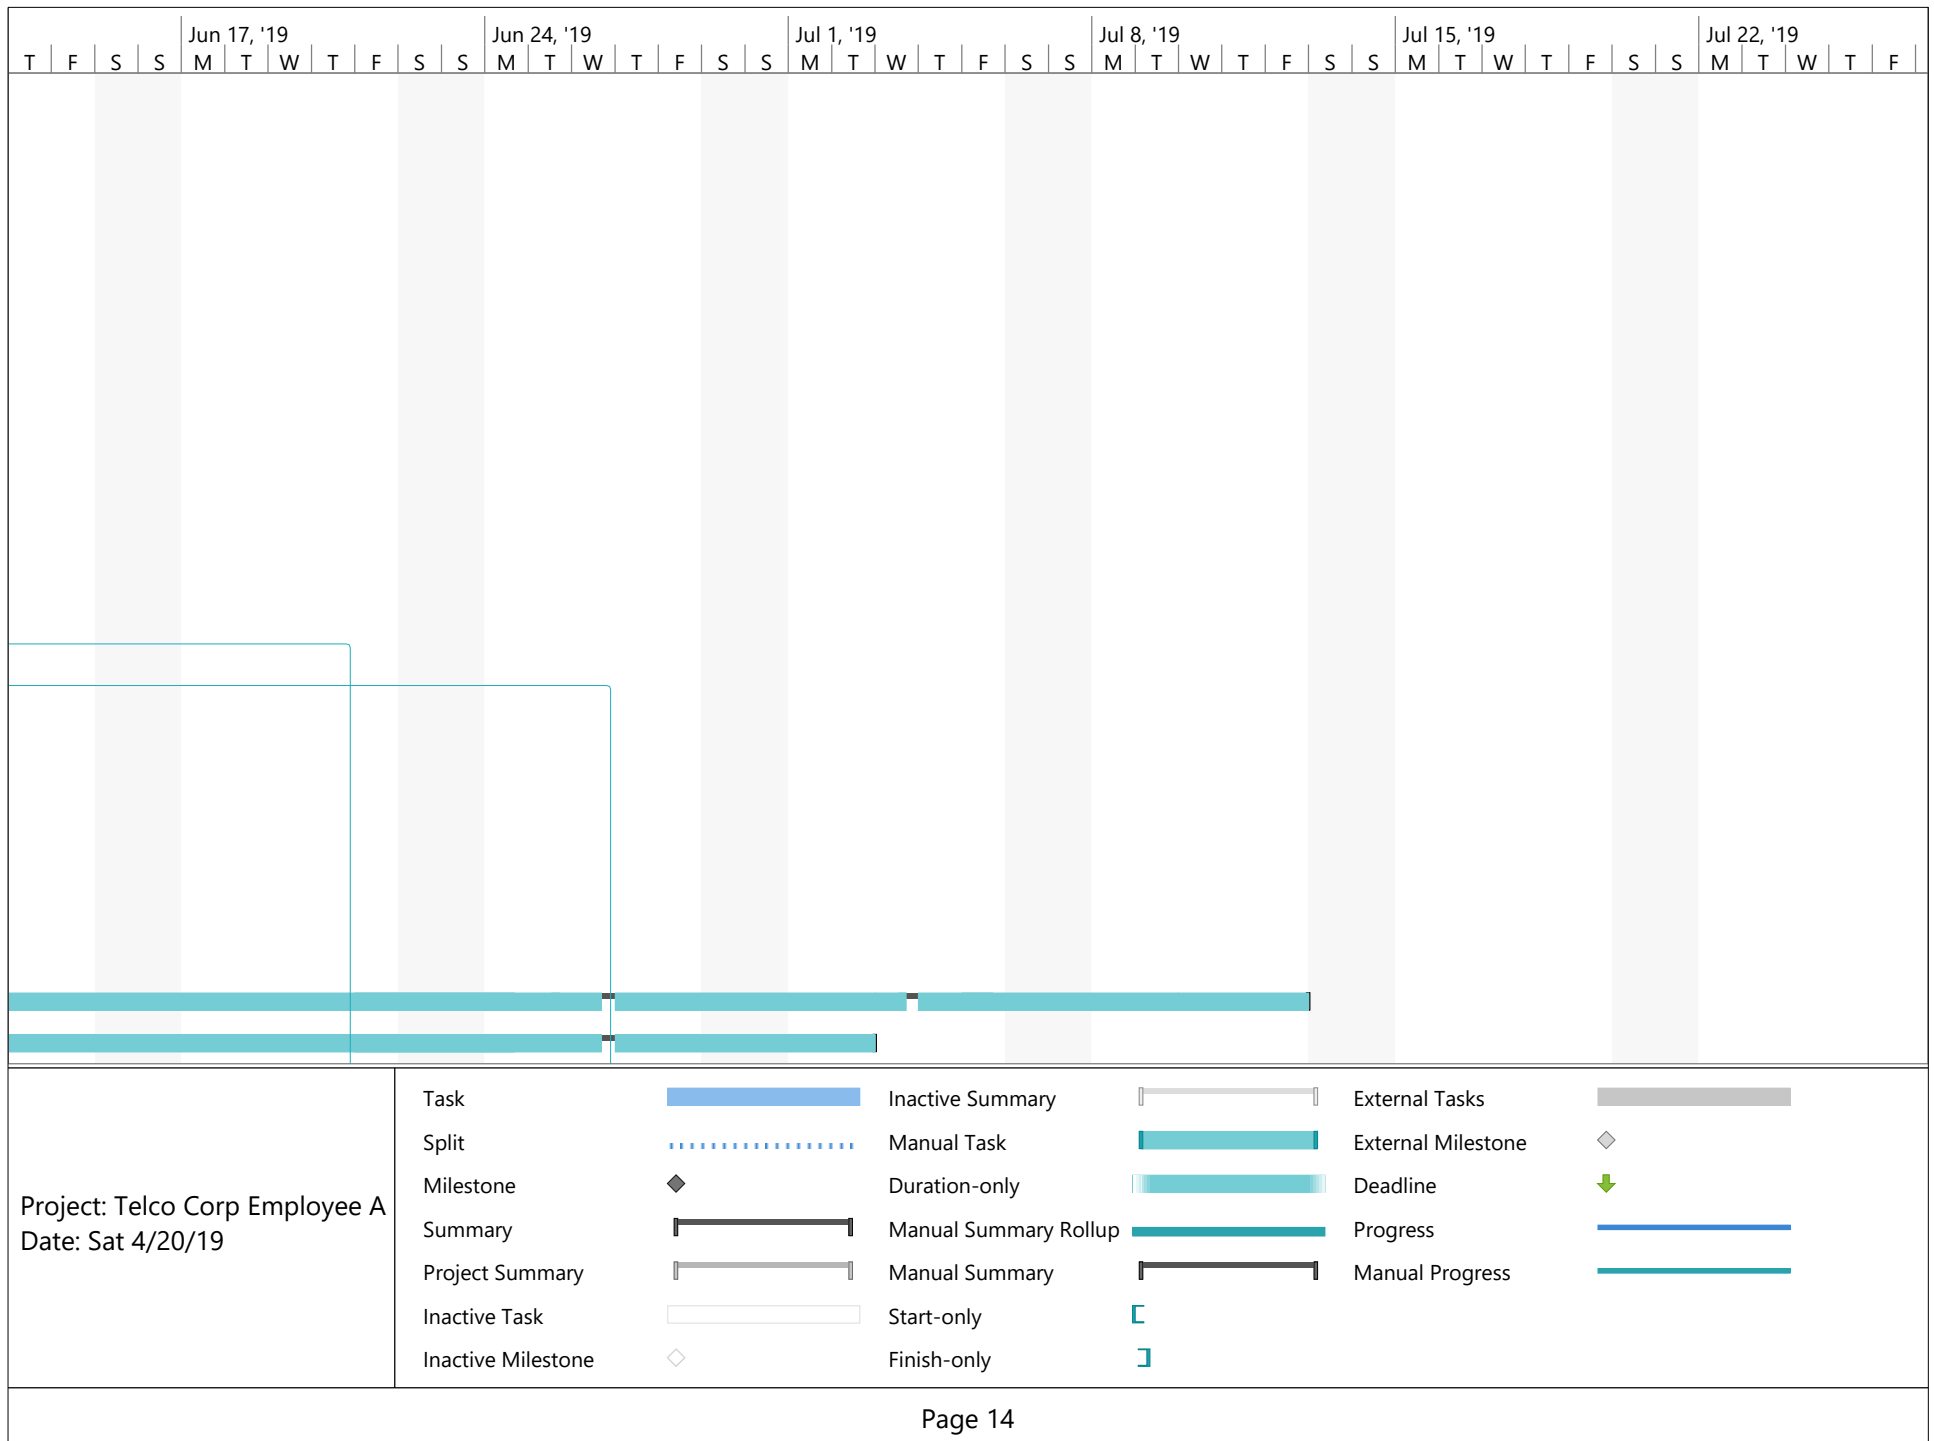 Jun 17, '19 Jun 24, '19 Jul 1, '19 Jul 8, '19 Jul 15, '19 Jul 22, '19
T F S S M T W T F S S M T W T F S S M T W T F S S M T W T F S S M T W T F S S M T W T F
Project: Telco Corp Employee A
Date: Sat 4/20/19
Task
Split
Milestone
Summary
Project Summary
Inactive Task
Inactive Milestone
Inactive Summary
Manual Task
Duration-only
Manual Summary Rollup
Manual Summary
Start-only
Finish-only
External Tasks
External Milestone
Deadline
Progress
Manual Progress
Page 14